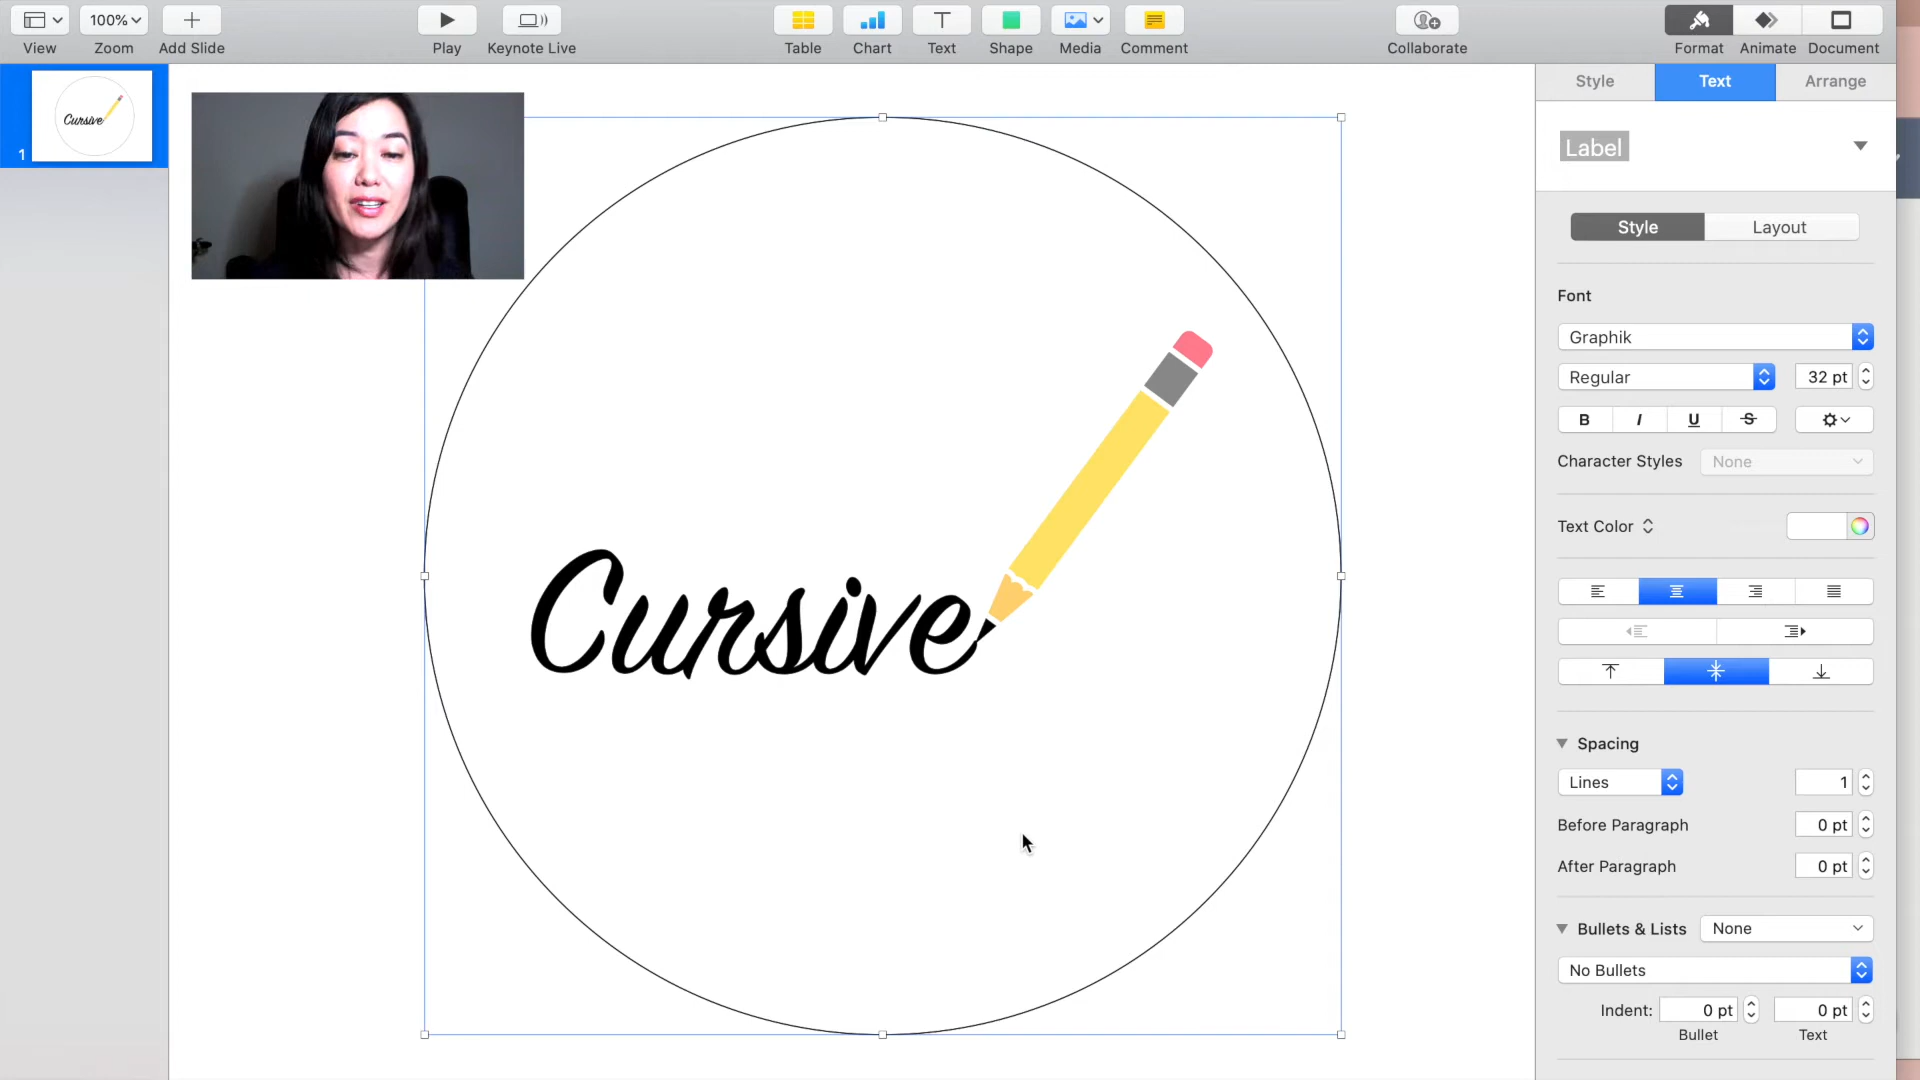 100%
View
Zoom
Add Slide
Play
Keynote Live
Table
Chart
T
Text
Shape
Media
Comment
Collaborate
Format
Animate
Document
Cursive
1
Style
Text
Arrange
Label
Style
Layout
Font
Graphik
Regular
32 pt
B
I
U
S
Character Styles
None
Text Color
Spacing
Lines
1
Before Paragraph
0 pt
After Paragraph
0 pt
Bullets & Lists
None
No Bullets
Indent:
0 pt
0 pt
Bullet
Text
Cursive